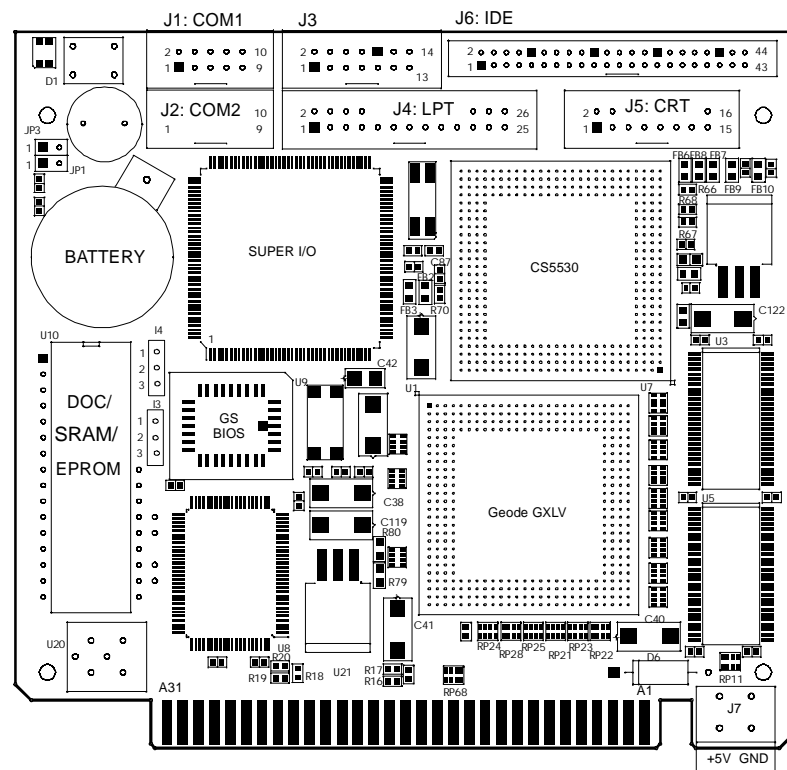 J1: COM1 J3 J6: IDE
2 10 2 14 2 44
1 9 1 13 1 43
D1
J2: COM2 10 2 J4: LPT 26 2 J5: CRT 16
1 9 1 25 1 15
JP3
1
1 JP1
FB6 FB8 FB7
R66 FB9 FB10
R68
R67
BATTERY
SUPER I/O
CS5530
C87
FB2
FB3 R70
C122
1
U10
I4
1
2
3
U3
C42
U9 U1 U7
DOC/
SRAM/
EPROM
I3
1
2
3
GS
BIOS
C38
U5
Geode GXLV
C119
R80
R79
C41
C40
RP24 RP28 RP25 RP21 RP23 RP22
U20
U8
R20
R19 R18
U21
R17
R16
RP68
D6
RP11
A31
A1
J7
+5V GND